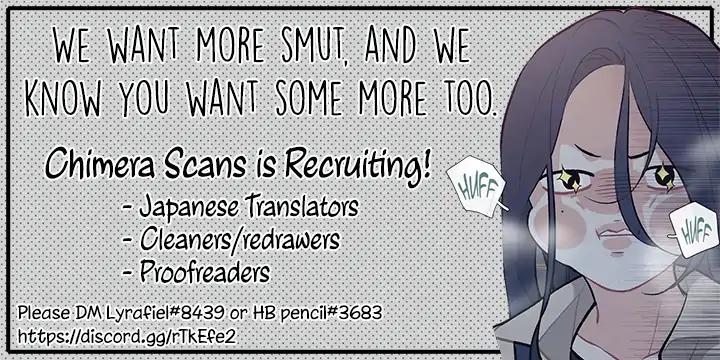 WE WANT MORE SMUT, AND WE
KNOW YOU WANT SOME MORE TOO.
Chimera Scans is Recruiting!
- Japanese Translators
- Cleaners/redrawers
- Proofreaders
HUFF
HUFF
Please DM Lyrafiel#8439 or HB pencil#3683
https://discord.gg/rTkEfe2